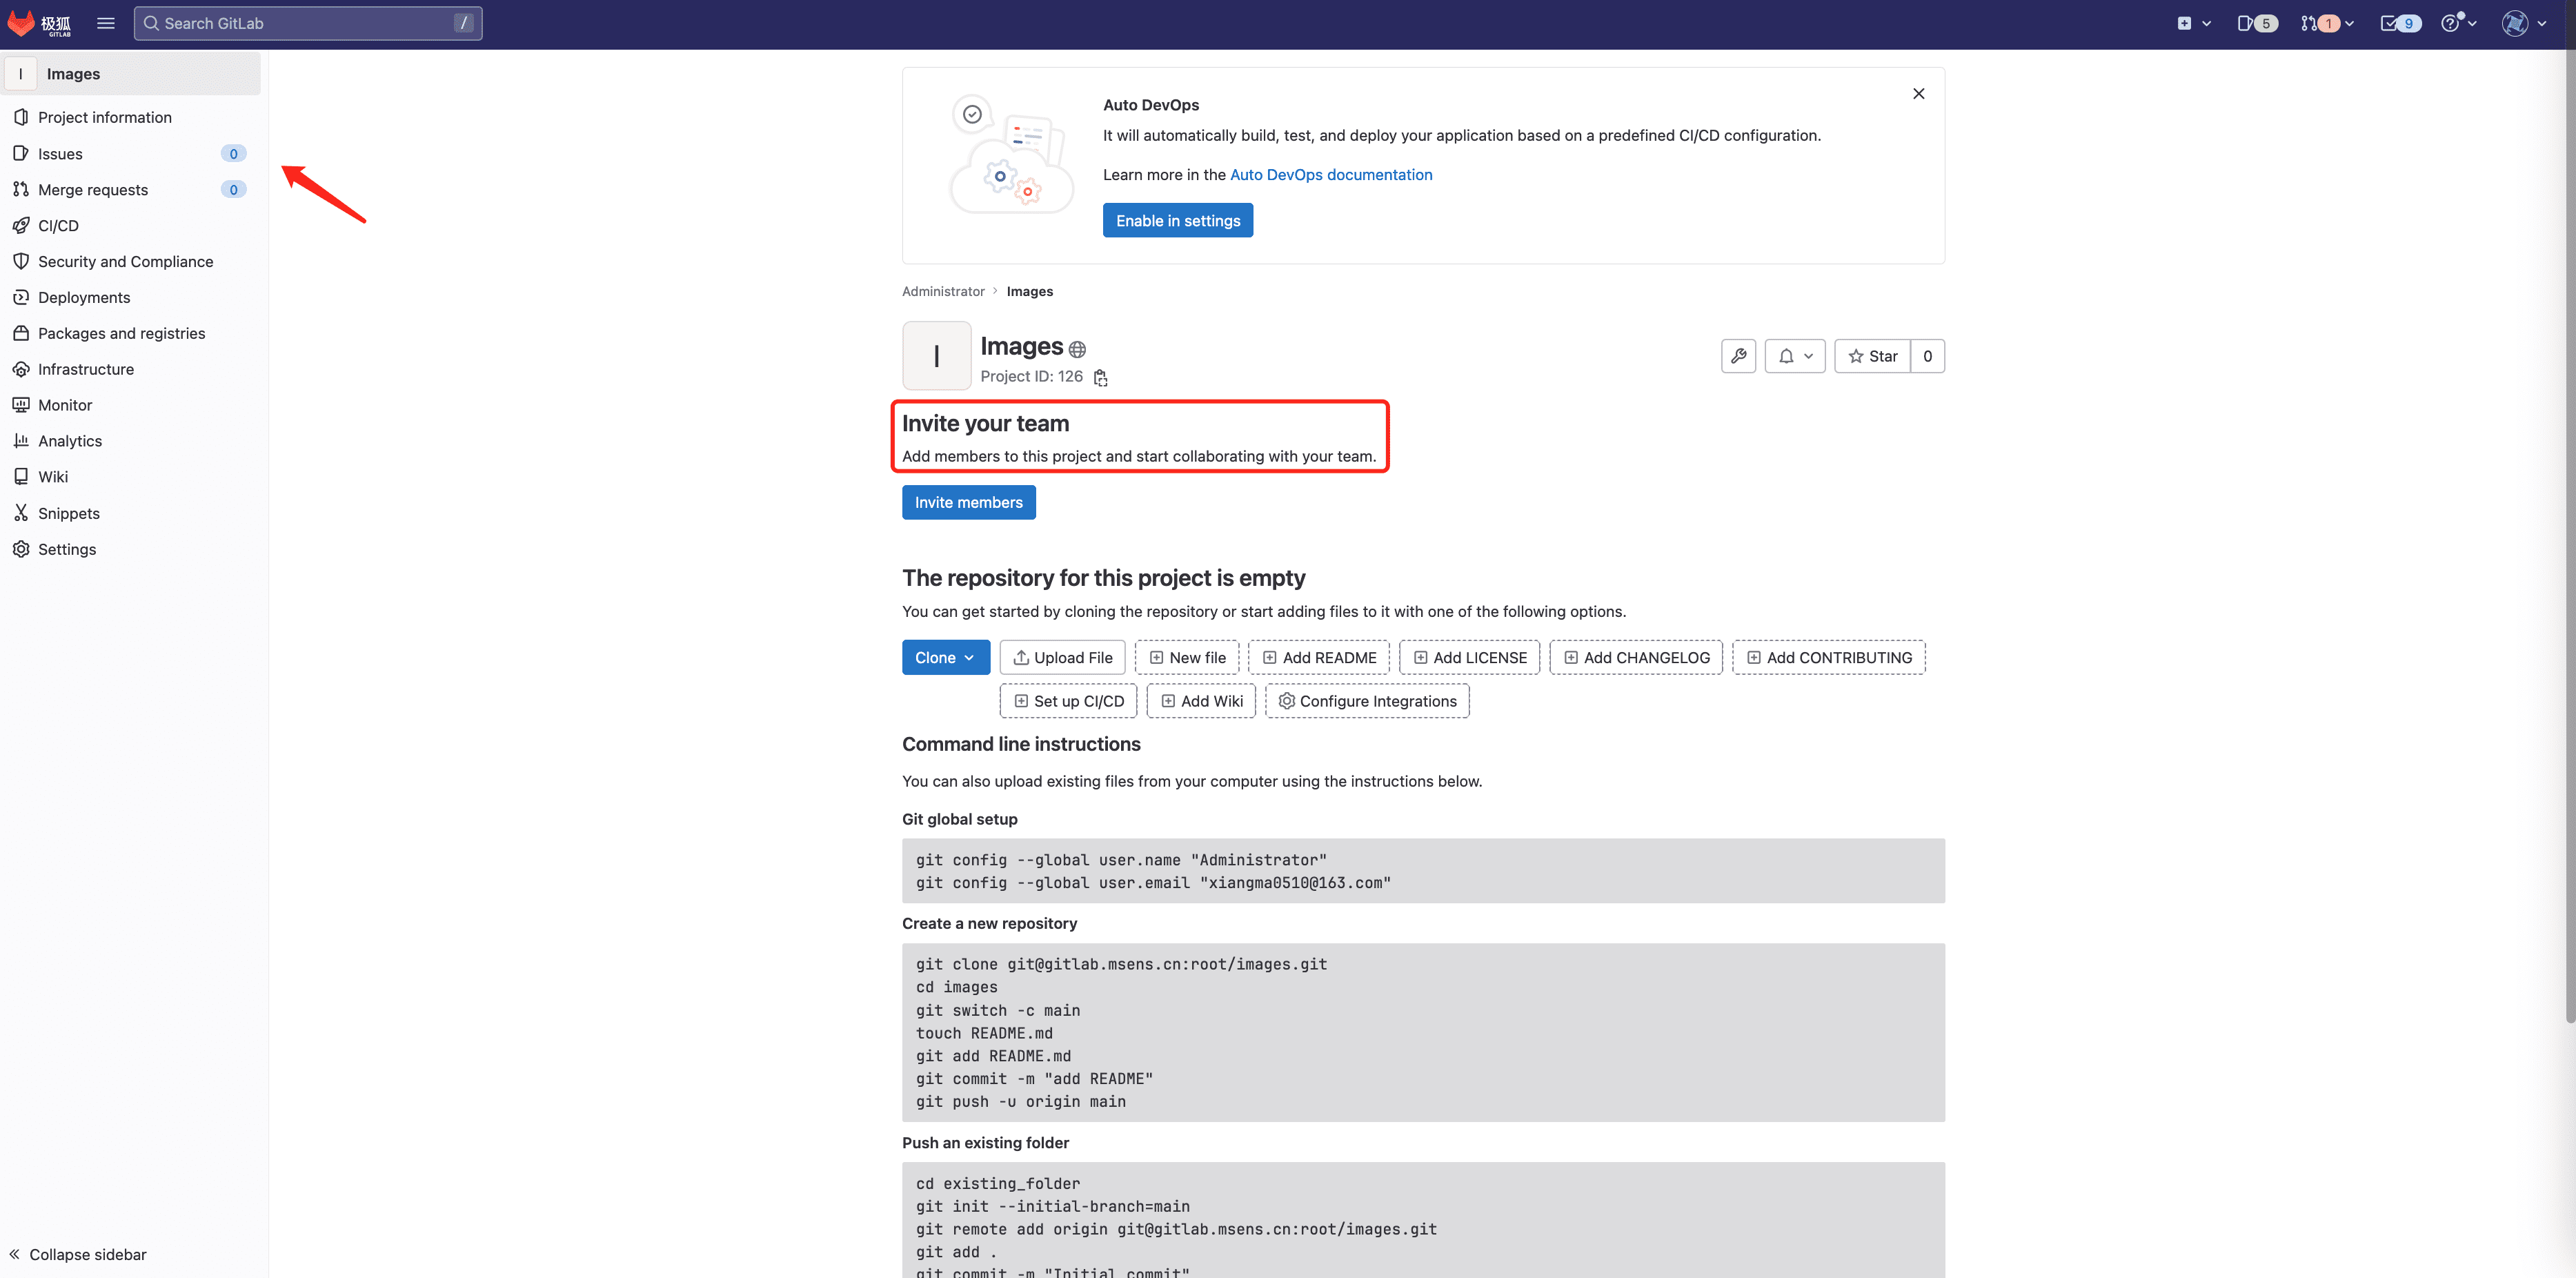 极狐
GITLAB
Search GitLab
/
5
1
9
I
Images
Project information
Issues
0
Merge requests
0
CI/CD
Security and Compliance
Deployments
Packages and registries
Infrastructure
Monitor
Analytics
Wiki
Snippets
Settings
Collapse sidebar
Auto DevOps
It will automatically build, test, and deploy your application based on a predefined CI/CD configuration.
Learn more in the Auto DevOps documentation
Enable in settings
Administrator
Images
I
Images
Project ID: 126
Star
0
Invite your team
Add members to this project and start collaborating with your team.
Invite members
The repository for this project is empty
You can get started by cloning the repository or start adding files to it with one of the following options.
Clone
Upload File
New file
Add README
Add LICENSE
Add CHANGELOG
Add CONTRIBUTING
Set up CI/CD
Add Wiki
Configure Integrations
Command line instructions
You can also upload existing files from your computer using the instructions below.
Git global setup
git config --global user.name "Administrator"
git config --global user.email "xiangma0510@163.com"
Create a new repository
git clone git@gitlab.msens.cn:root/images.git
cd images
git switch -c main
touch README.md
git add README.md
git commit -m "add README"
git push -u origin main
Push an existing folder
cd existing_folder
git init --initial-branch=main
git remote add origin git@gitlab.msens.cn:root/images.git
git add .
git commit -m "Initial commit"